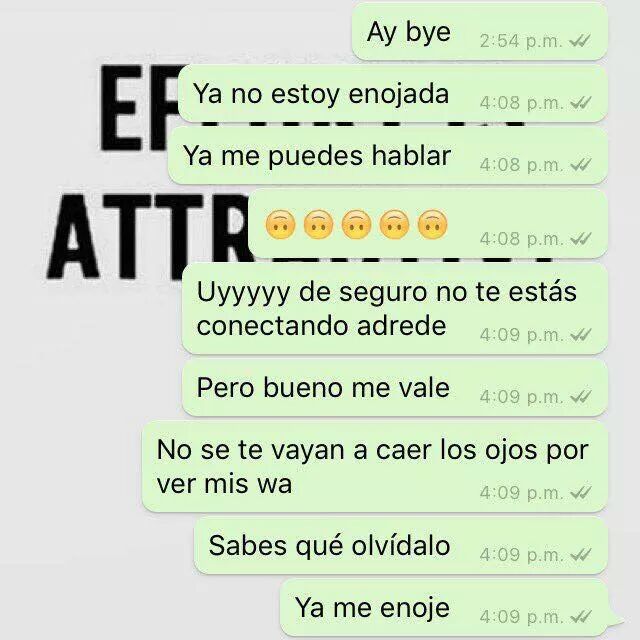 Ay bye
2:54 p.m.
Ya no estoy enojada
4:08 p.m.
Ya me puedes hablar
4:08 p.m.
🙃🙃🙃🙃🙃
4:08 p.m.
Uyyyyy de seguro no te estás
conectando adrede
4:09 p.m.
Pero bueno me vale
4:09 p.m.
No se te vayan a caer los ojos por
ver mis wa
4:09 p.m.
Sabes qué olvídalo
4:09 p.m.
Ya me enoje
4:09 p.m.